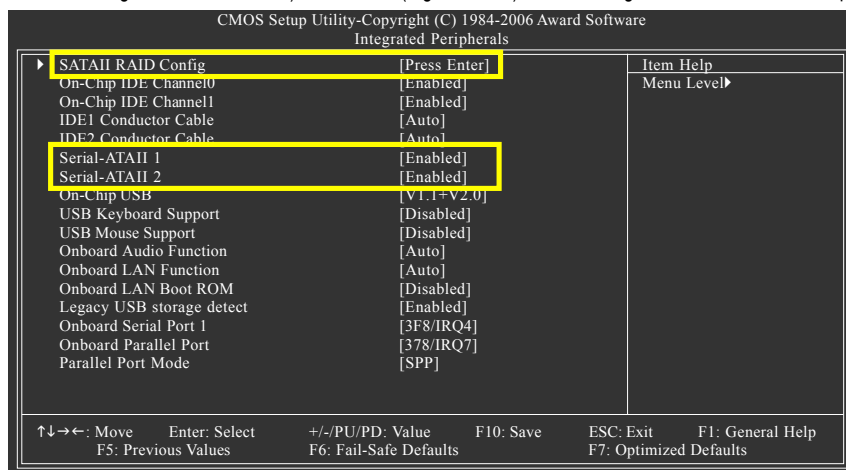 CMOS Setup Utility-Copyright (C) 1984-2006 Award Software
Integrated Peripherals
SATAII RAID Config [Press Enter] Item Help
On-Chip IDE Channel0 [Enabled] Menu Level
On-Chip IDE Channel1 [Enabled]
IDE1 Conductor Cable [Auto]
IDE2 Conductor Cable [Auto]
Serial-ATAII 1 [Enabled]
Serial-ATAII 2 [Enabled]
On-Chip USB [V1.1+V2.0]
USB Keyboard Support [Disabled]
USB Mouse Support [Disabled]
Onboard Audio Function [Auto]
Onboard LAN Function [Auto]
Onboard LAN Boot ROM [Disabled]
Legacy USB storage detect [Enabled]
Onboard Serial Port 1 [3F8/IRQ4]
Onboard Parallel Port [378/IRQ7]
Parallel Port Mode [SPP]
↑↓→←: Move Enter: Select +/-/PU/PD: Value F10: Save ESC: Exit F1: General Help
F5: Previous Values F6: Fail-Safe Defaults F7: Optimized Defaults